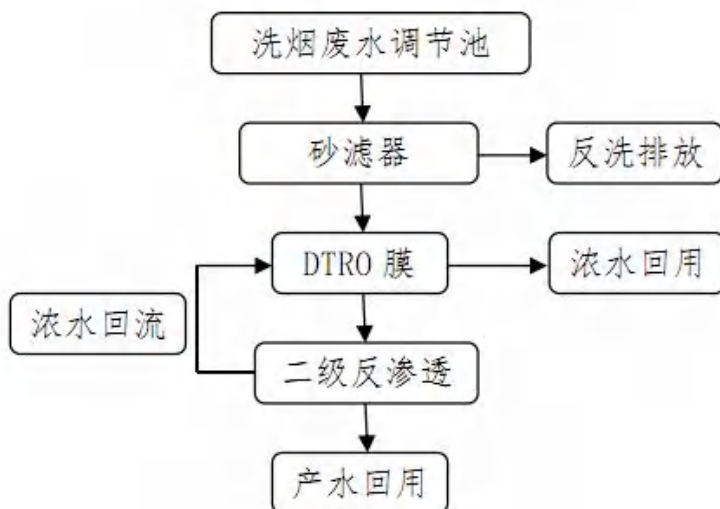 洗烟废水调节池
砂滤器
反洗排放
DTRO 膜
浓水回用
浓水回流
二级反渗透
产水回用